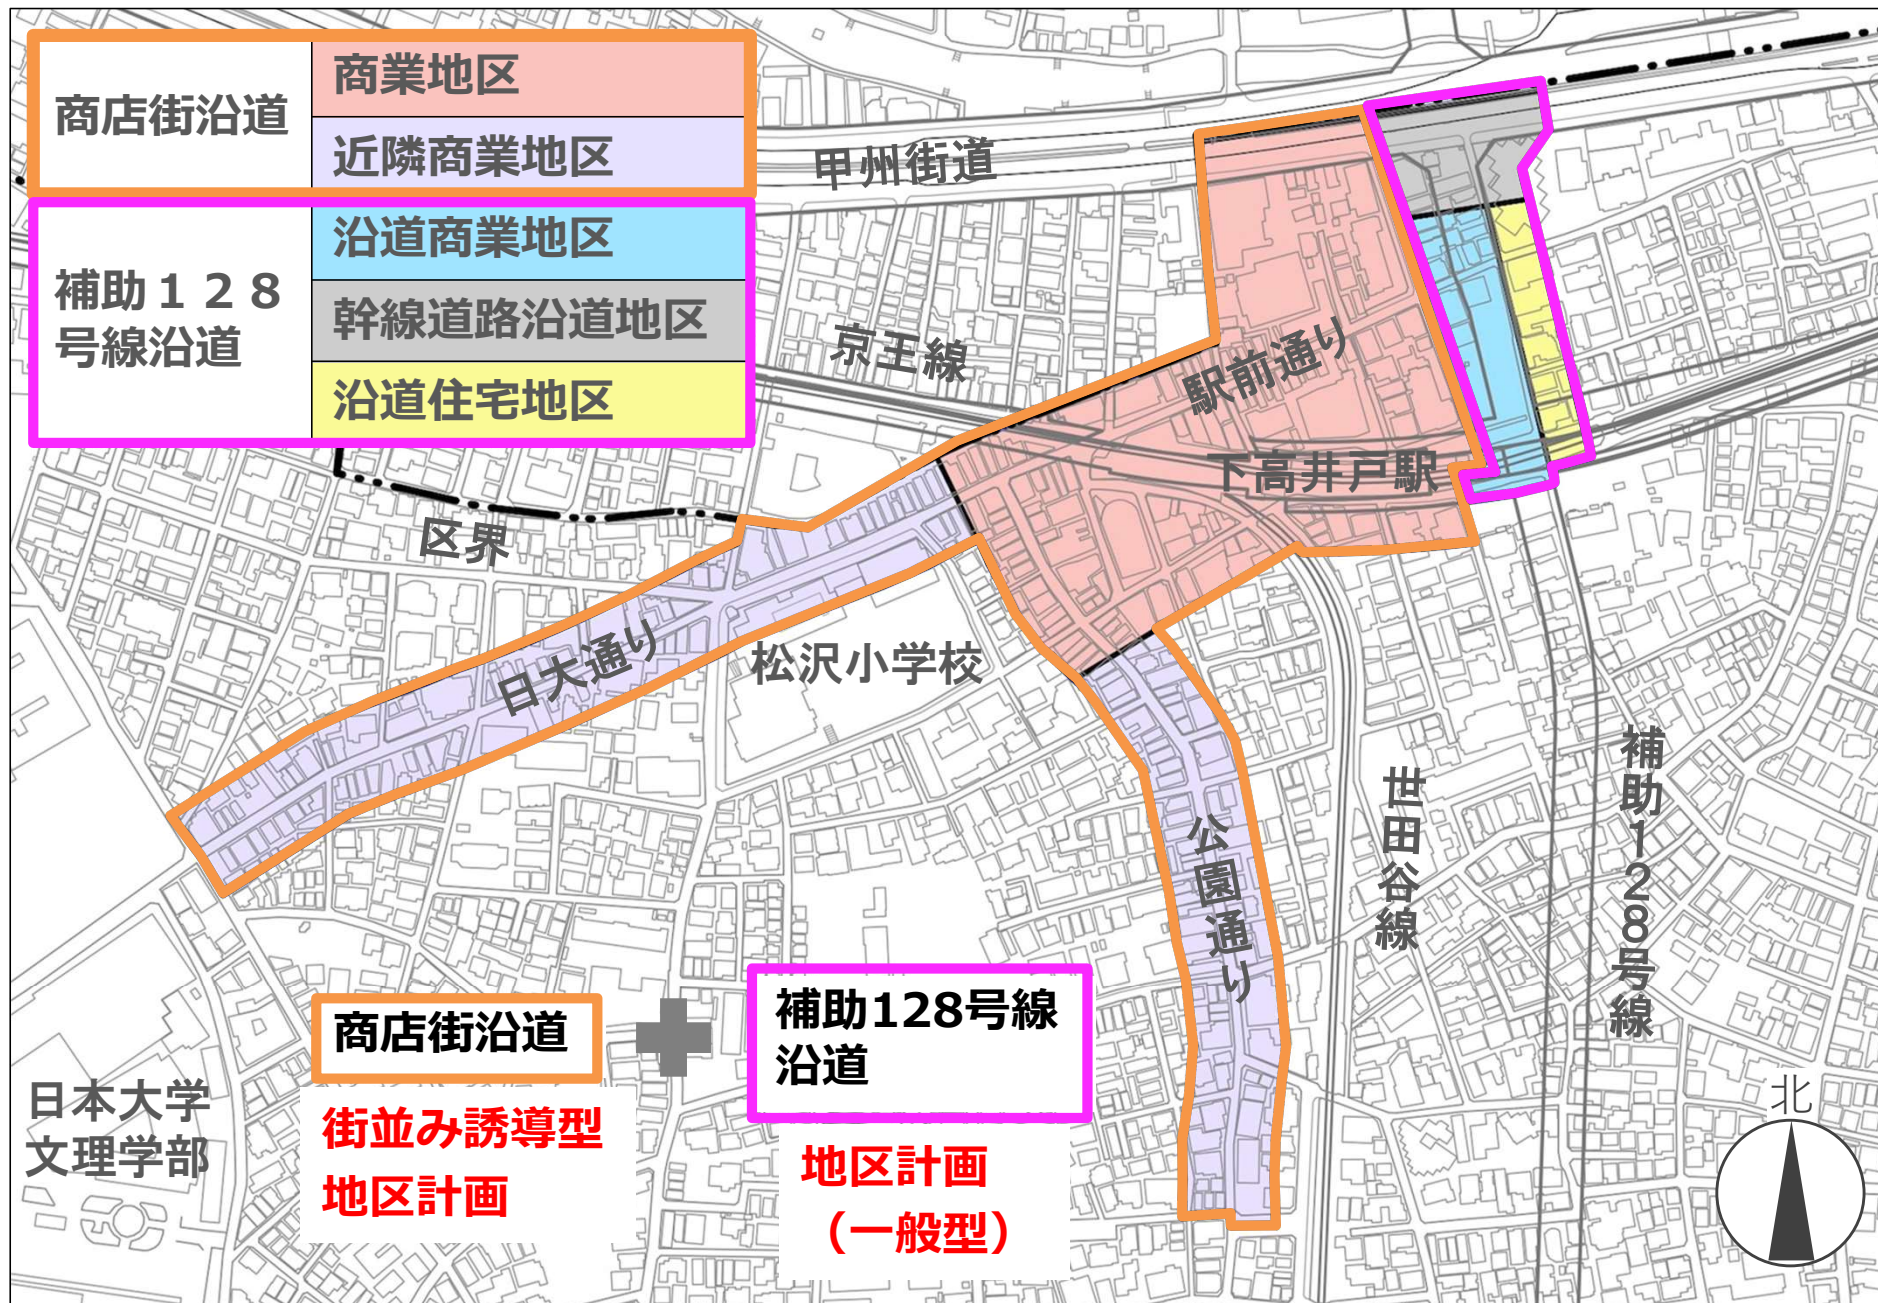 商店街沿道
商業地区
近隣商業地区
補助１２８
号線沿道
沿道商業地区
幹線道路沿道地区
沿道住宅地区
甲州街道
京王線
駅前通り
下高井戸駅
区界
日大通り
松沢小学校
公園通り
世田谷線
補助128号線
商店街沿道
街並み誘導型
地区計画
補助128号線
沿道
地区計画
（一般型）
日本大学
文理学部
北